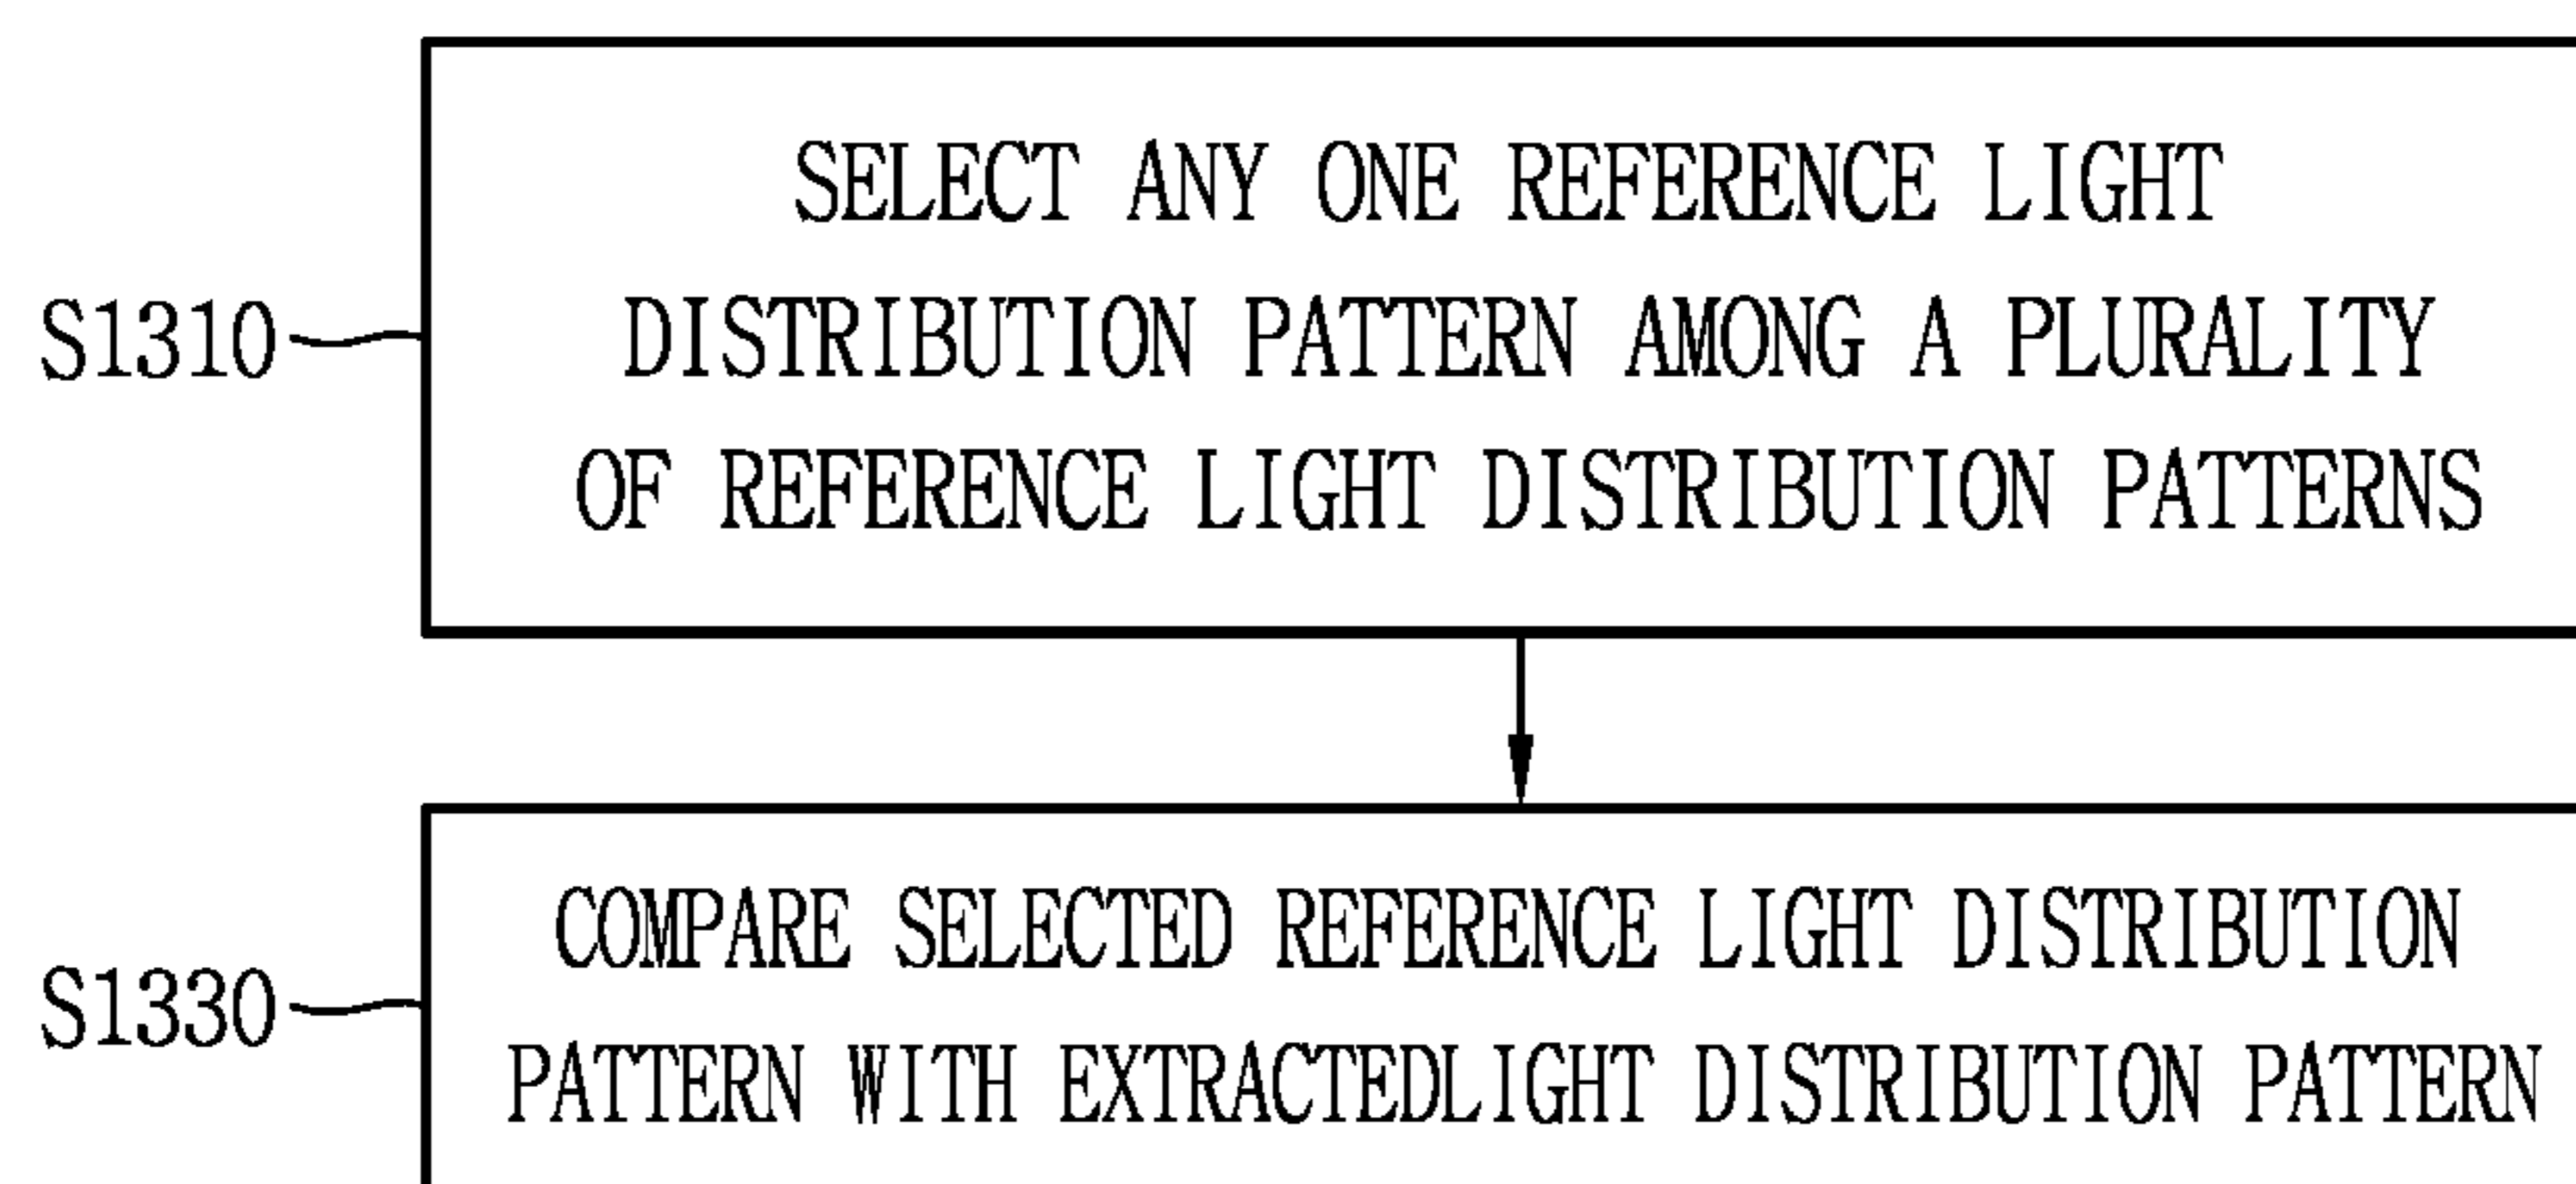 SELECT ANY ONE REFERENCE LIGHT
S1310 DISTRIBUTION PATTERN AMONG A PLURALITY
OF REFERENCE LIGHT DISTRIBUTION PATTERNS
COMPARE SELECTED REFERENCE LIGHT DISTRIBUTION
S1330
PATTERN WITH EXTRACTEDLIGHT DISTRIBUTION PATTERN